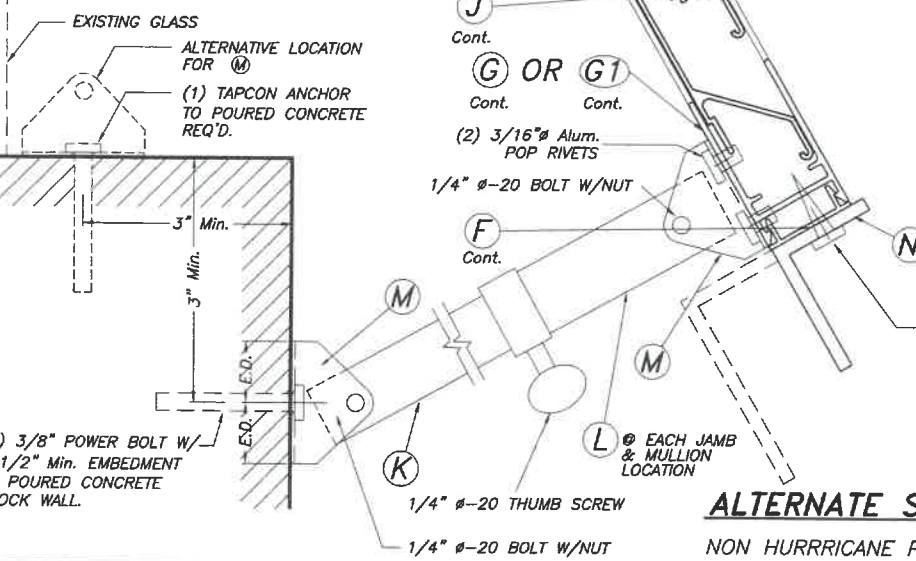 EXISTING GLASS
ALTERNATIVE LOCATION
FOR M
(1) TAPCON ANCHOR
TO POURED CONCRETE
REQ'D.
J
Cont.
G OR G1
Cont. Cont.
(2) 3/16"ø Alum.
POP RIVETS
1/4" ø-20 BOLT W/NUT
F
Cont.
N
3" Min.
3" Min.
M
M
E.D.
E.D.
) 3/8" POWER BOLT W/
1/2" Min. EMBEDMENT
POURED CONCRETE
OCK WALL.
K
L @ EACH JAMB
& MULLION
LOCATION
1/4" ø-20 THUMB SCREW
1/4" ø-20 BOLT W/NUT
ALTERNATE S
NON HURRRICANE